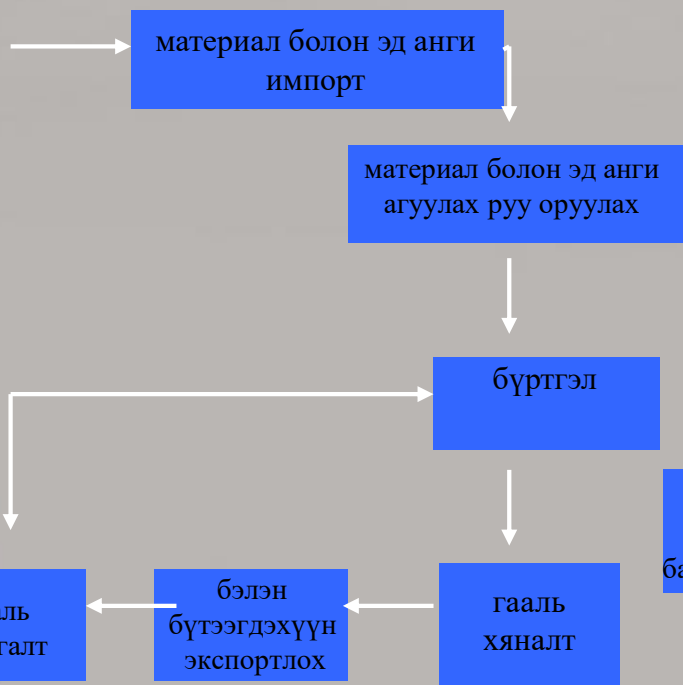 материал болон эд анги
импорт
материал болон эд анги
агуулах руу оруулах
бүртгэл
бэлэн
бүтээгдэхүүн
экспортлох
гааль
хяналт